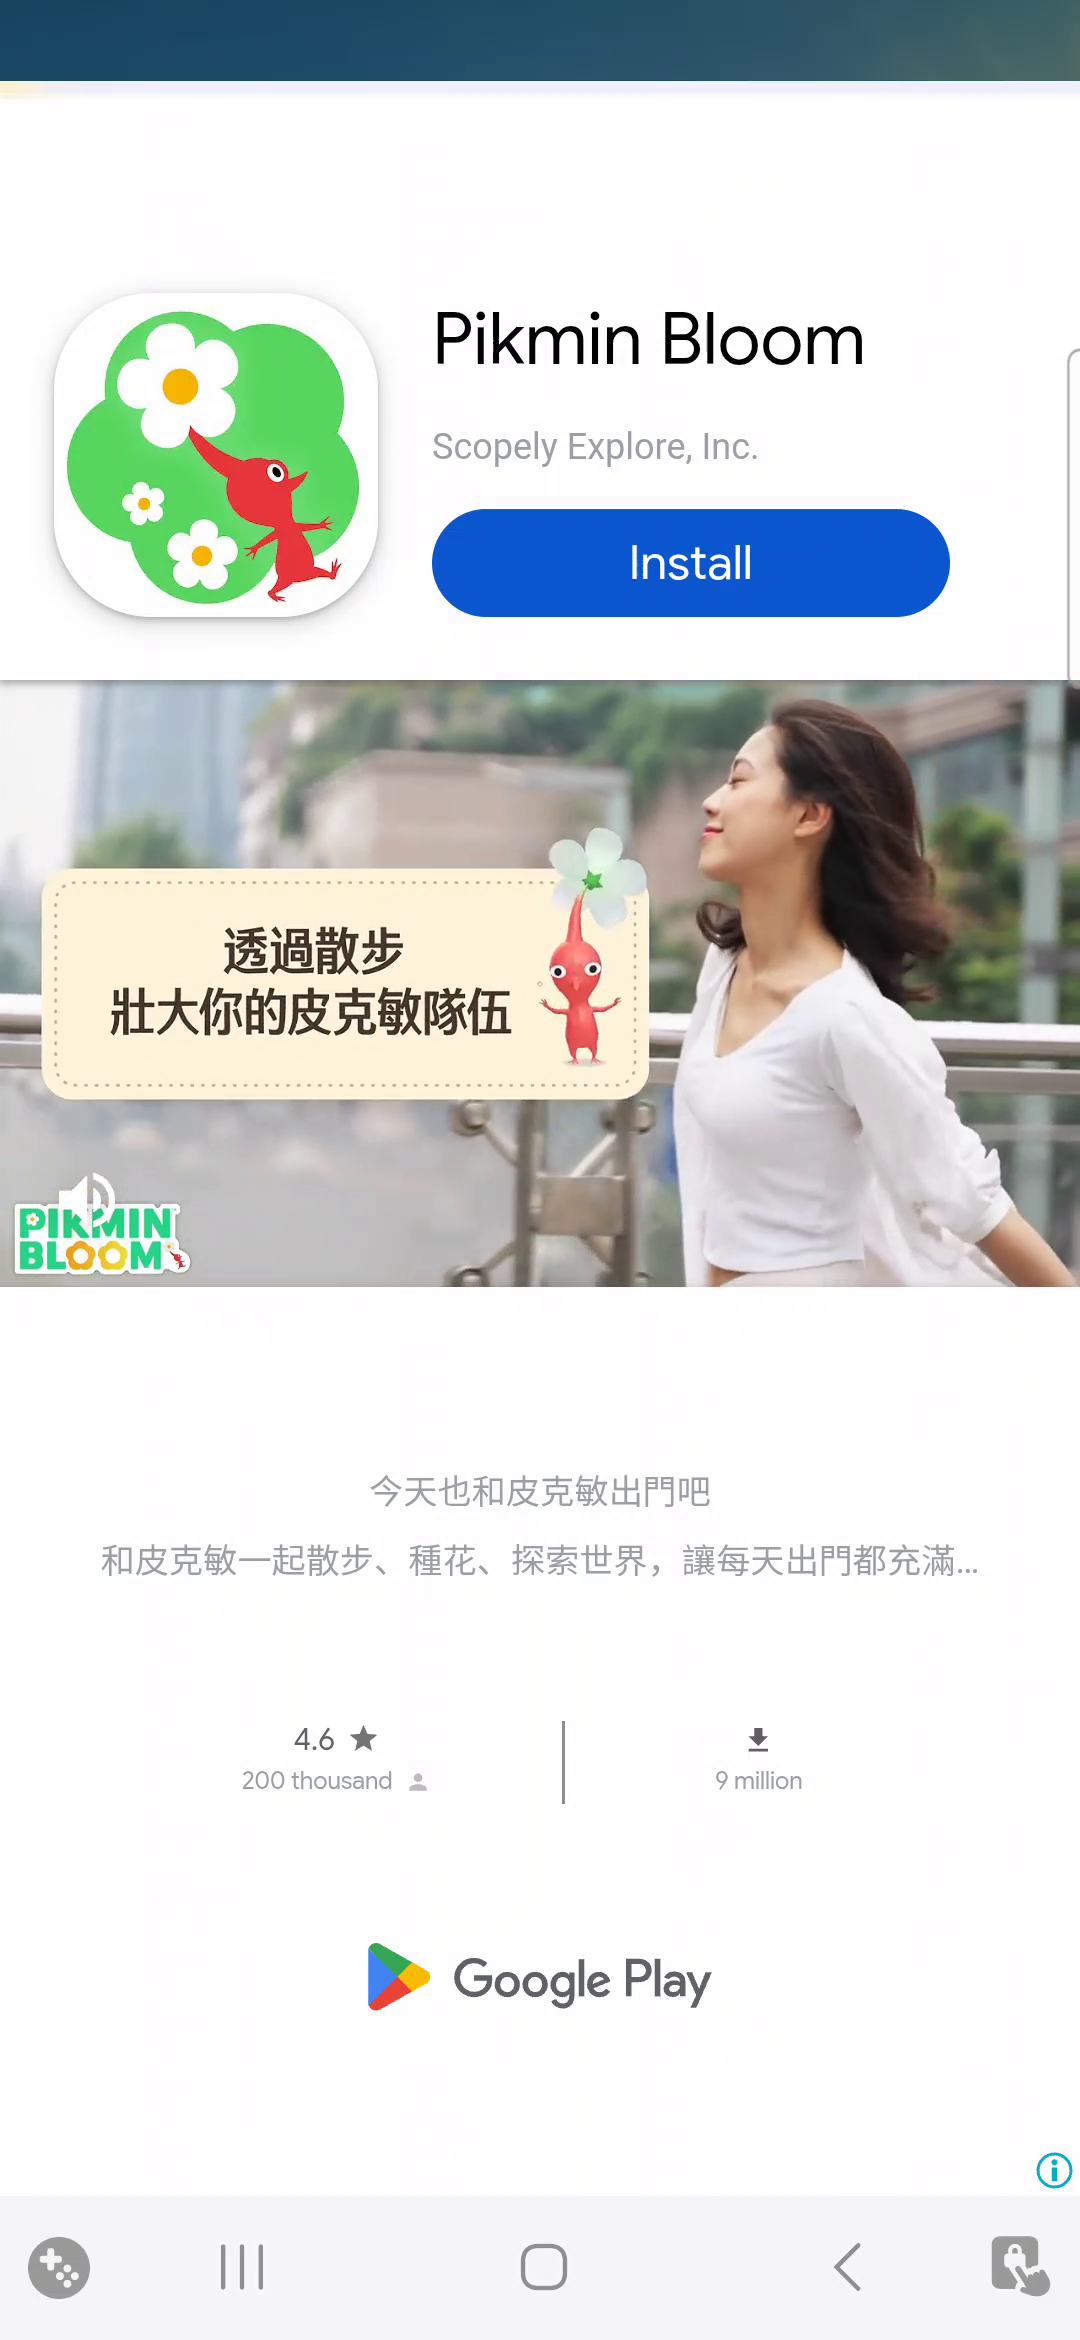 Pikmin Bloom
Scopely Explore, Inc.
Install
透過散步
壯大你的皮克敏隊伍
PIKMIN
BLOOM
今天也和皮克敏出門吧
和皮克敏一起散步、種花、探索世界，讓每天出門都充滿...
4.6
200 thousand
9 million
Google Play